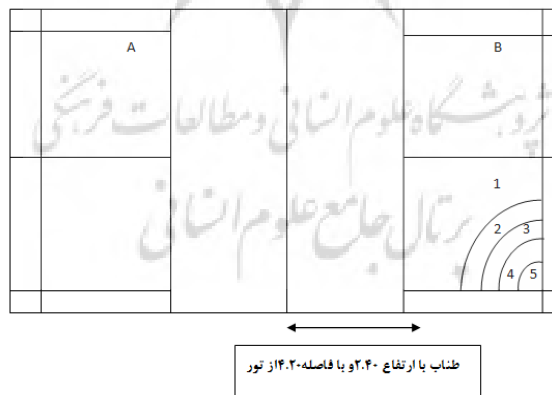 A
B
پژوهشگاه علوم انسانی و مطالعات فرهنگی
1
2
3
4
5
پرتال جامع علوم انسانی
طناب با ارتفاع ۲.۴۰و با فاصله۴.۲۰از تور